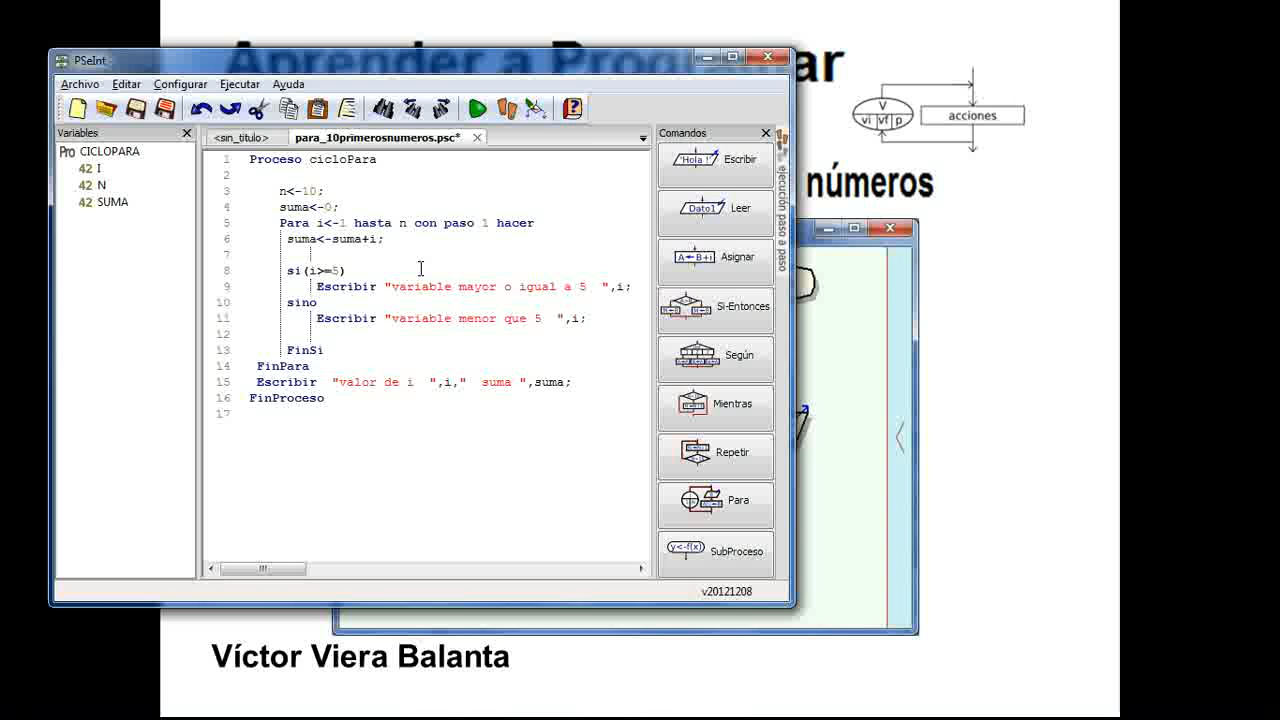 Aprender a Programar
PSeInt
Archivo Editar Configurar Ejecutar Ayuda
V
vi vf p
acciones
Variables
<sin_titulo> para_10primerosnumeros.psc*
Comandos
Pro CICLOPARA
42 I
42 N
42 SUMA
1 Proceso cicloPara
2
3 n<-10;
4 suma<-0;
5 Para i<-1 hasta n con paso 1 hacer
6 suma<-suma+i;
7
8 si(i>=5)
9 Escribir "variable mayor o igual a 5  ",i;
10 sino
11 Escribir "variable menor que 5  ",i;
12
13 FinSi
14 FinPara
15 Escribir  "valor de i  ",i,"  suma ",suma;
16 FinProceso
17
'Hola !' Escribir
Dato1 Leer
A←B+i Asignar
Si-Entonces
Según
Mientras
Repetir
Para
y<-f(x) SubProceso
ejecución paso a paso
números
v20121208
Víctor Viera Balanta